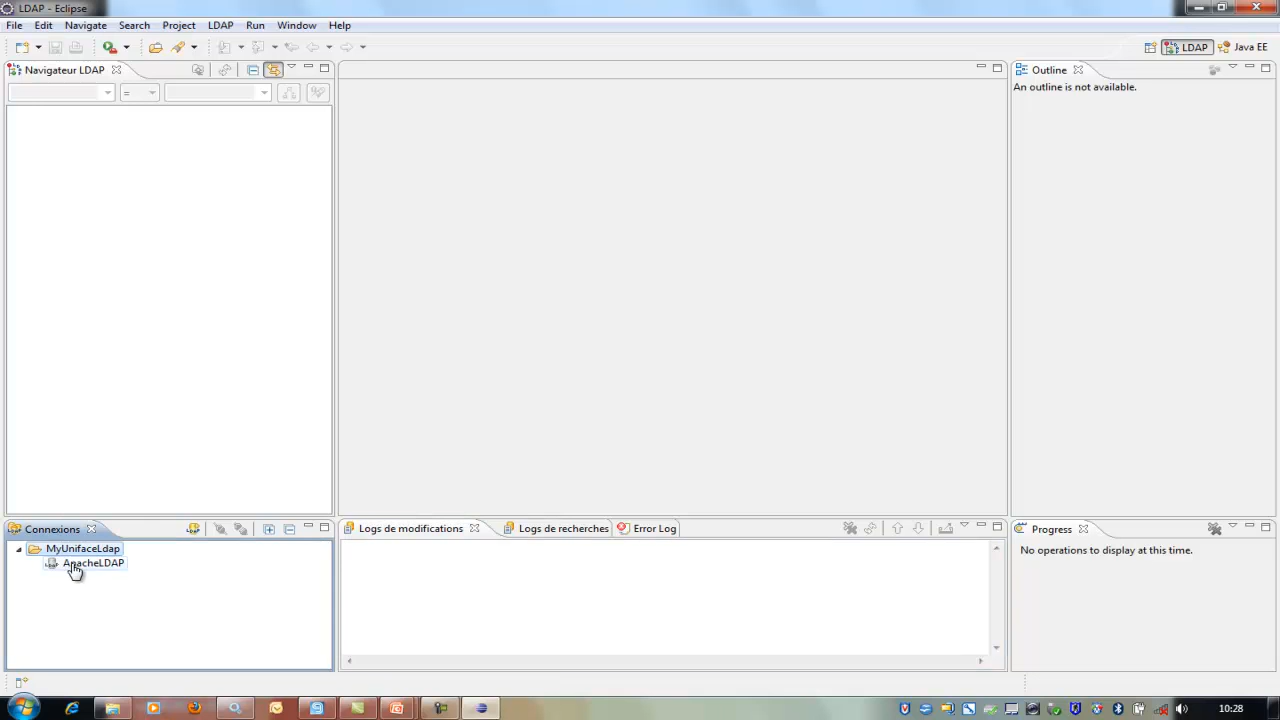 LDAP - Eclipse
File Edit Navigate Search Project LDAP Run Window Help
LDAP Java EE
Navigateur LDAP
=
Outline
An outline is not available.
Connexions
MyUnifaceLdap
ApacheLDAP
Logs de modifications Logs de recherches Error Log
Progress
No operations to display at this time.
10:28